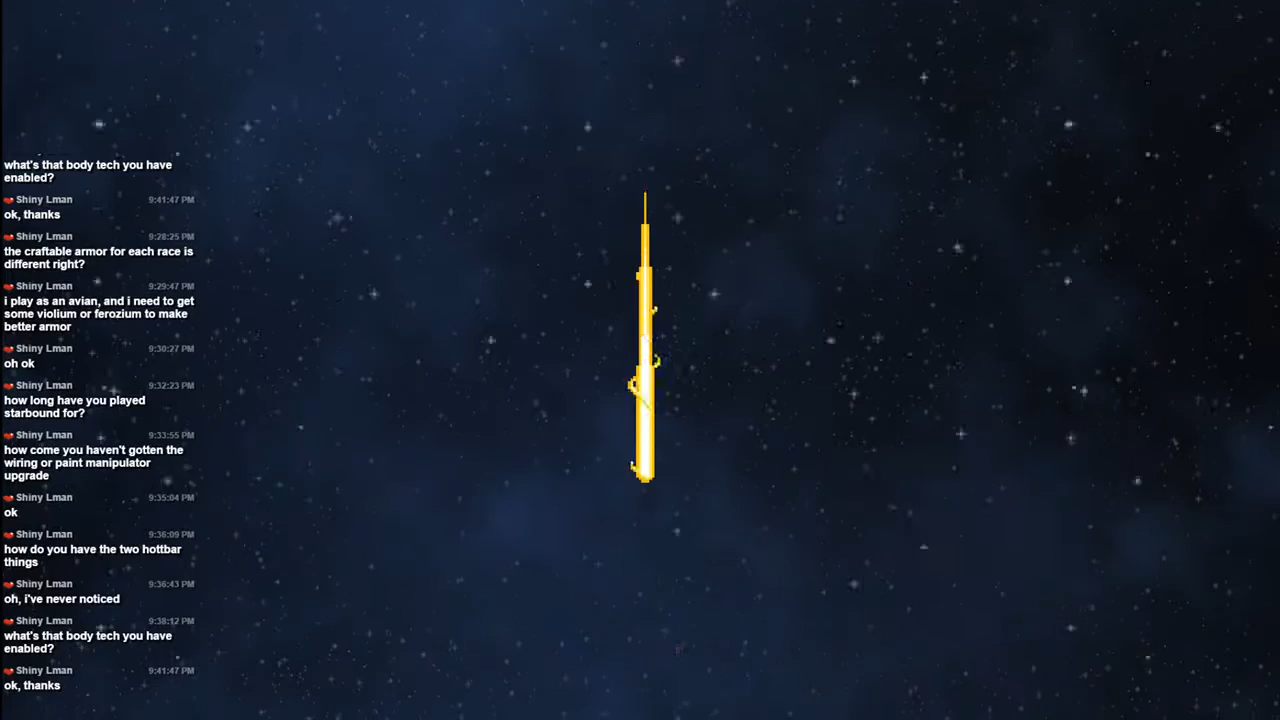 what's that body tech you have
enabled?
Shiny Lman 9:41:47 PM
ok, thanks
Shiny Lman 9:28:25 PM
the craftable armor for each race is
different right?
Shiny Lman 9:29:47 PM
i play as an avian, and i need to get
some violium or ferozium to make
better armor
Shiny Lman 9:30:27 PM
oh ok
Shiny Lman 9:32:23 PM
how long have you played
starbound for?
Shiny Lman 9:33:55 PM
how come you haven't gotten the
wiring or paint manipulator
upgrade
Shiny Lman 9:35:04 PM
ok
Shiny Lman 9:36:09 PM
how do you have the two hottbar
things
Shiny Lman 9:36:43 PM
oh, i've never noticed
Shiny Lman 9:38:12 PM
what's that body tech you have
enabled?
Shiny Lman 9:41:47 PM
ok, thanks